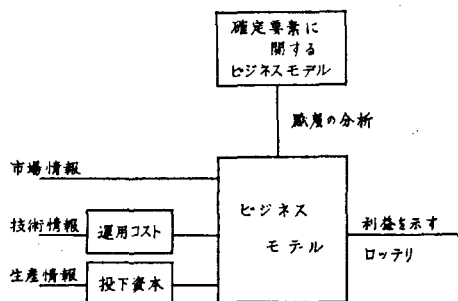 確定要素に
関する
ビジネスモデル
感度の分析
市場情報
技術情報
運用コスト
生産情報
投下資本
ビジネス
モデル
利益を示す
ロッテリ